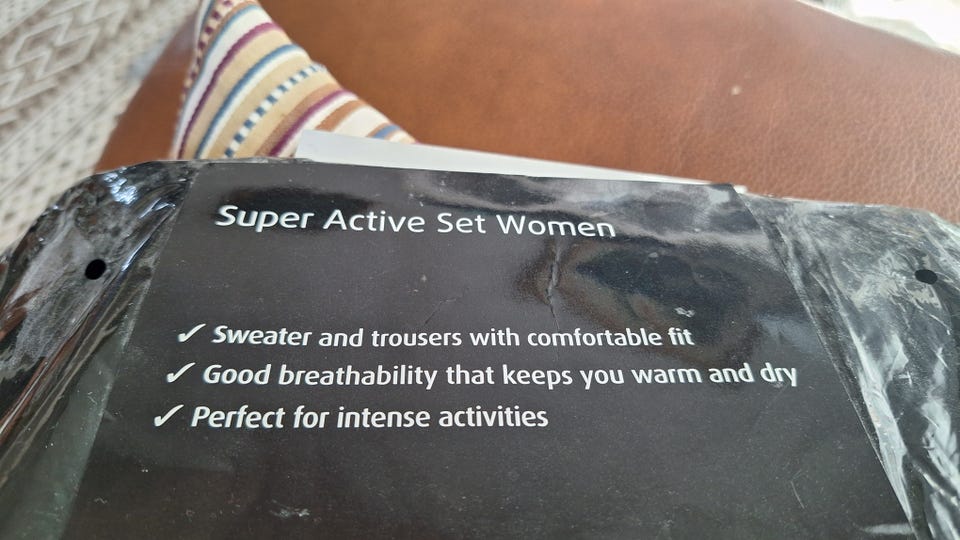 Super Active Set Women
✓ Sweater and trousers with comfortable fit
✓ Good breathability that keeps you warm and dry
✓ Perfect for intense activities